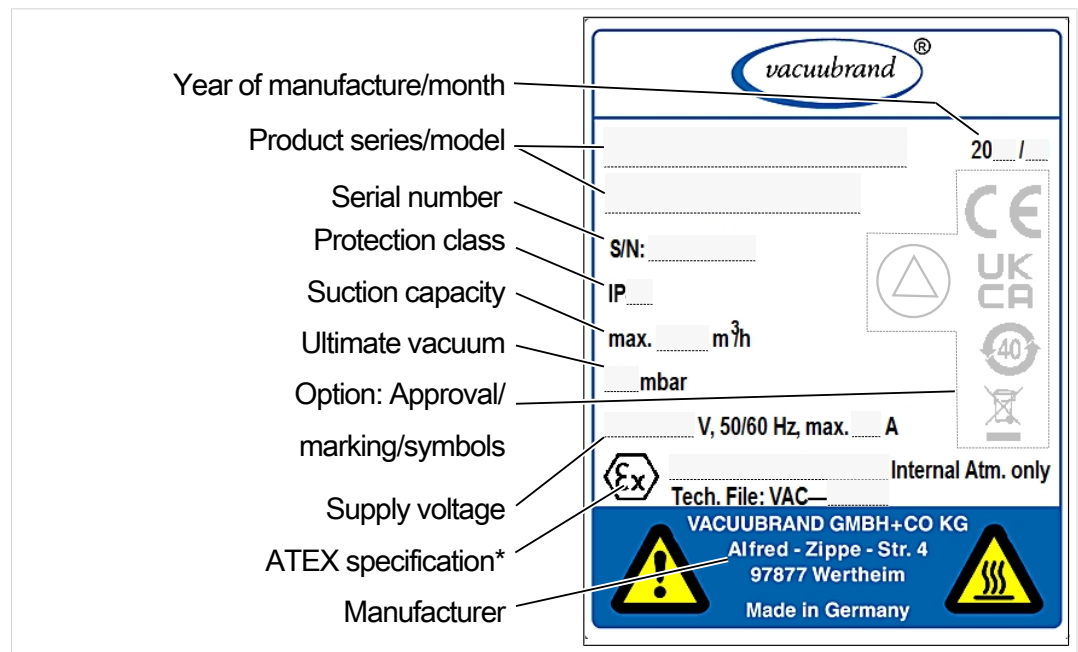 vacuubrand ®
Year of manufacture/month
Product series/model
20 /
Serial number
S/N:
Protection class
IP
Suction capacity
max. m³/h
Ultimate vacuum
mbar
Option: Approval/
marking/symbols
CE
UK
CA
40
V, 50/60 Hz, max. A
Supply voltage
Ex
Internal Atm. only
Tech. File: VAC—
ATEX specification*
Manufacturer
VACUUBRAND GMBH+CO KG
Alfred - Zippe - Str. 4
97877 Wertheim
Made in Germany